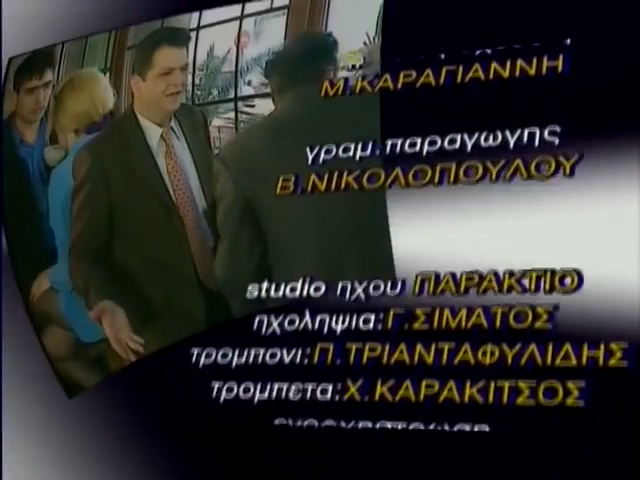 Μ.ΚΑΡΑΓΙΑΝΝΗ
γραμ.παραγωγης
Β.ΝΙΚΟΛΟΠΟΥΛΟΥ
studio ηχου ΠΑΡΑΚΤΙΟ
ηχοληψια:Γ.ΣΙΜΑΤΟΣ
τρομπονι:Π.ΤΡΙΑΝΤΑΦΥΛΙΔΗΣ
τρομπετα:Χ.ΚΑΡΑΚΙΤΣΟΣ